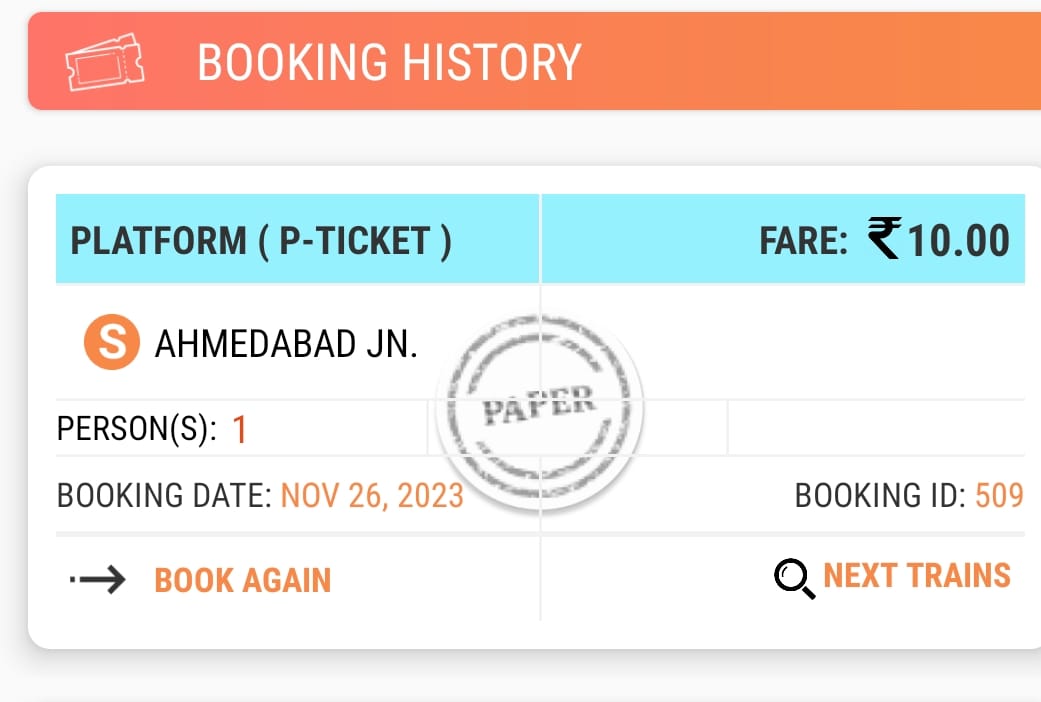 BOOKING HISTORY
PLATFORM ( P-TICKET )
FARE: ₹10.00
S AHMEDABAD JN.
PAPER
PERSON(S): 1
BOOKING DATE: NOV 26, 2023
BOOKING ID: 509
BOOK AGAIN
NEXT TRAINS